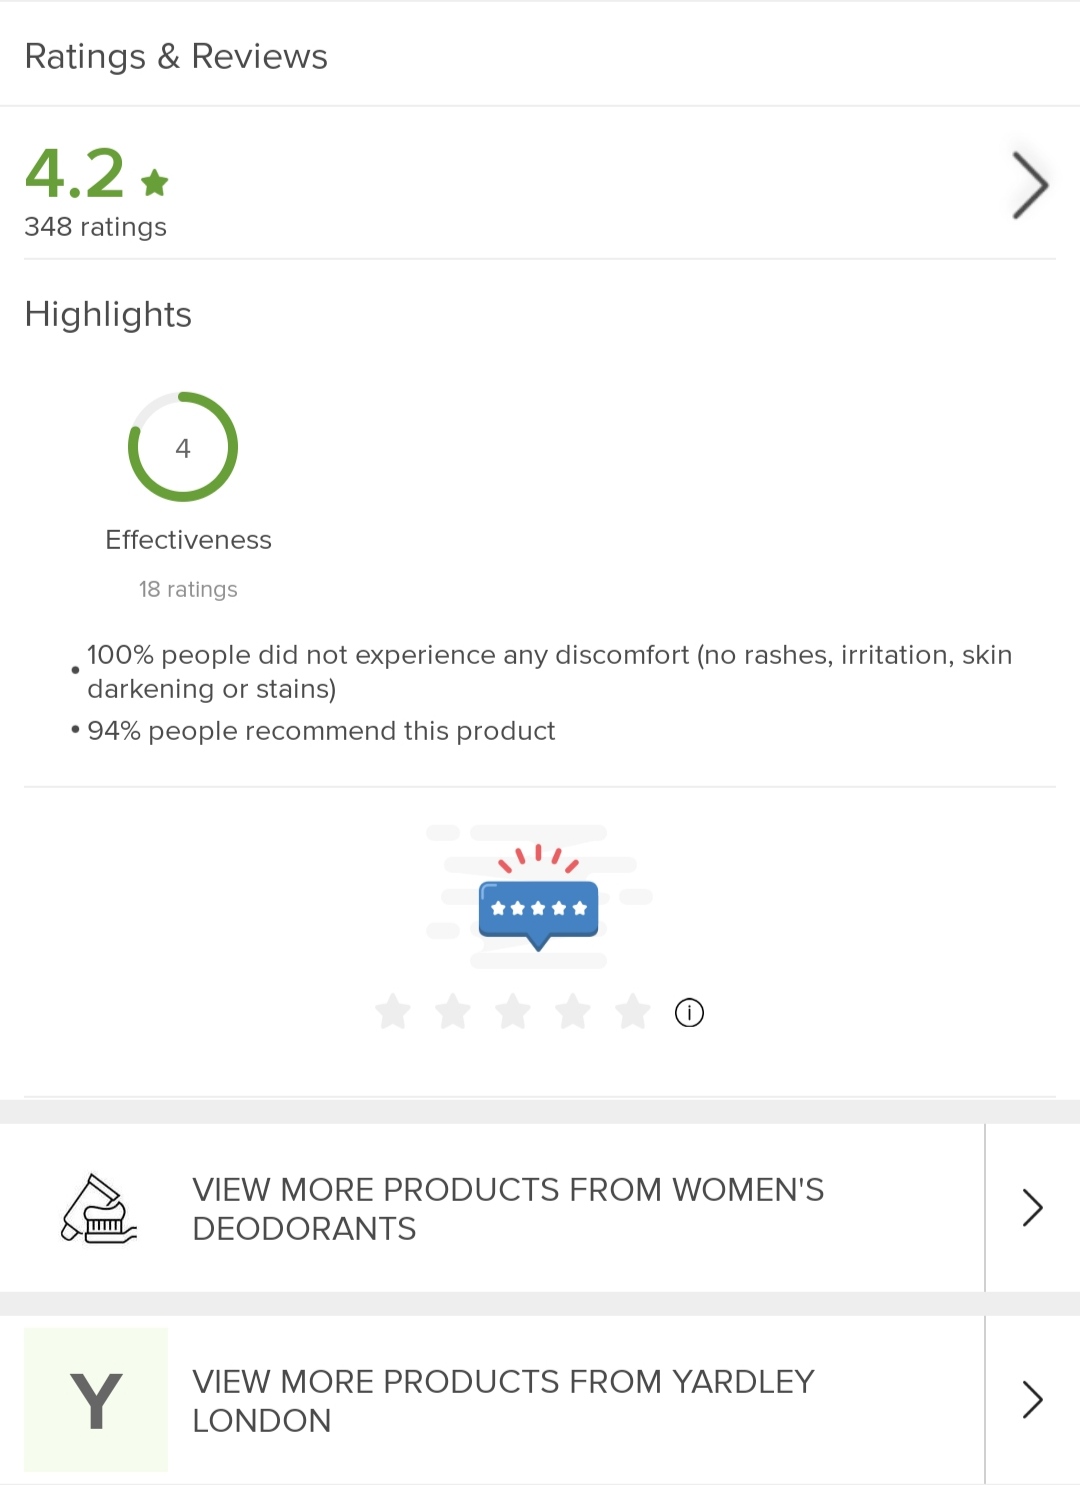 Ratings & Reviews
4.2
348 ratings
Highlights
4
Effectiveness
18 ratings
• 100% people did not experience any discomfort (no rashes, irritation, skin
darkening or stains)
• 94% people recommend this product
VIEW MORE PRODUCTS FROM WOMEN'S
DEODORANTS
Y
VIEW MORE PRODUCTS FROM YARDLEY
LONDON